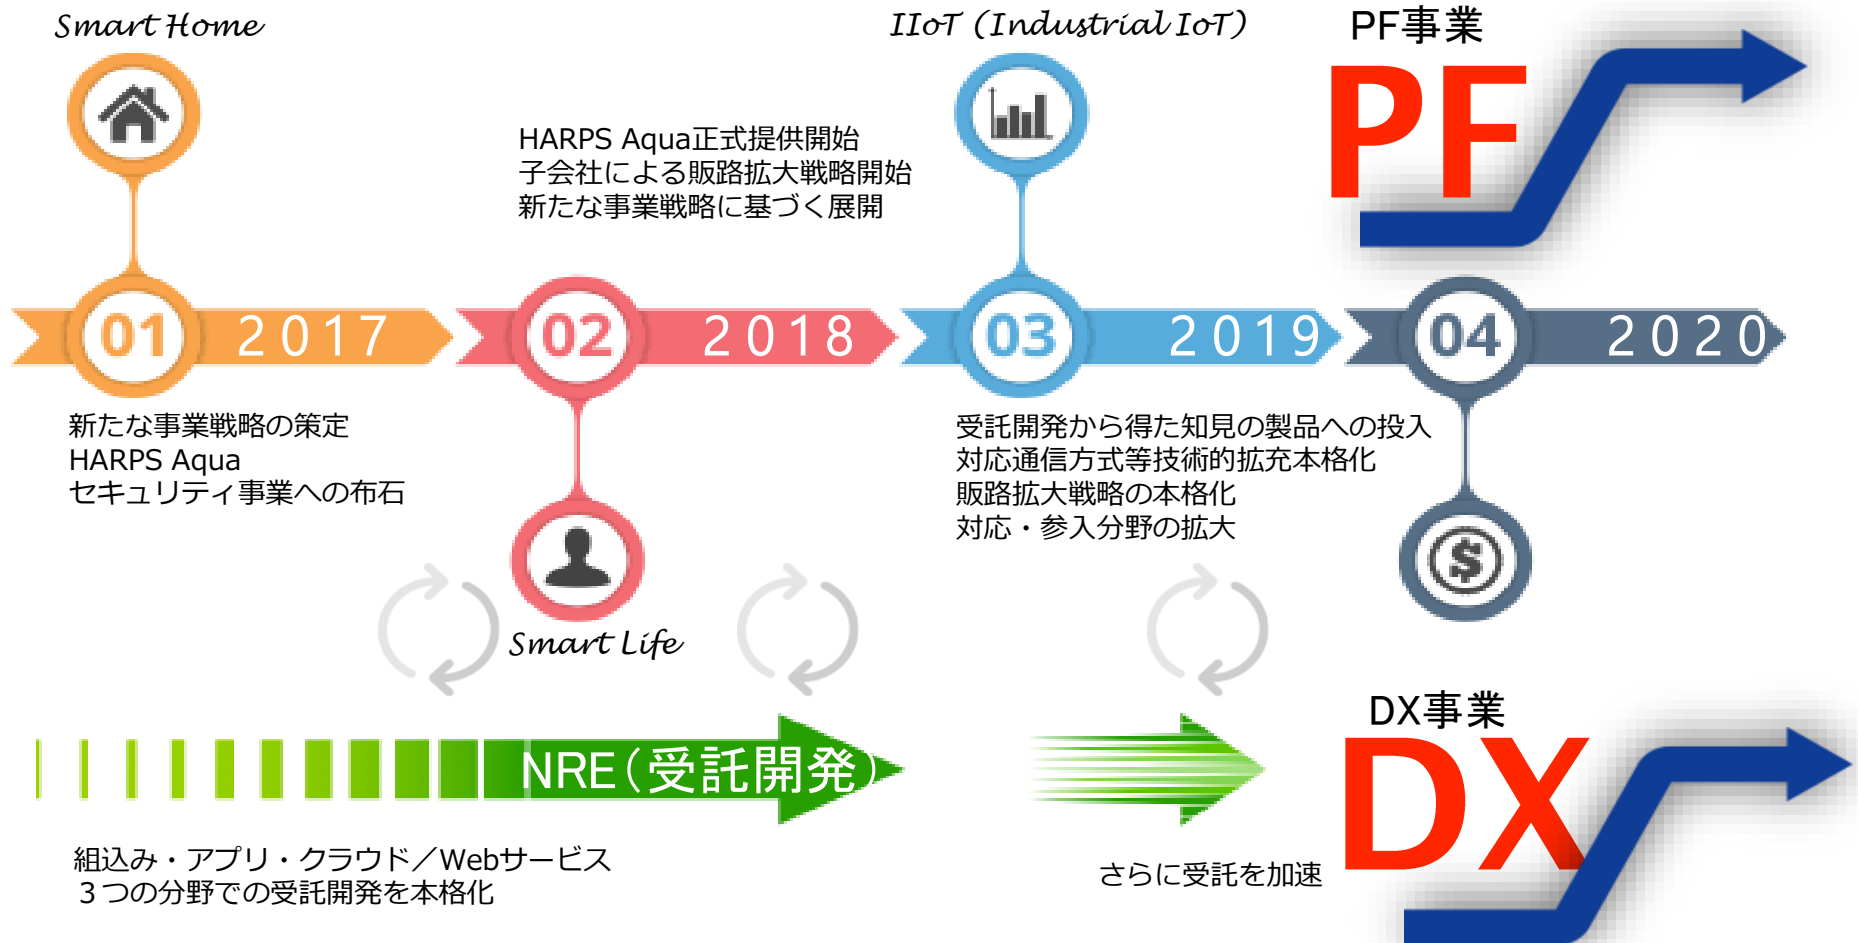 Smart Home
IIoT (Industrial IoT)
PF事業
PF
HARPS Aqua正式提供開始
子会社による販路拡大戦略開始
新たな事業戦略に基づく展開
01 2017
02 2018
03 2019
04 2020
新たな事業戦略の策定
HARPS Aqua
セキュリティ事業への布石
受託開発から得た知見の製品への投入
対応通信方式等技術的拡充本格化
販路拡大戦略の本格化
対応・参入分野の拡大
$
Smart Life
NRE(受託開発)
DX事業
DX
組込み・アプリ・クラウド／Webサービス
３つの分野での受託開発を本格化
さらに受託を加速